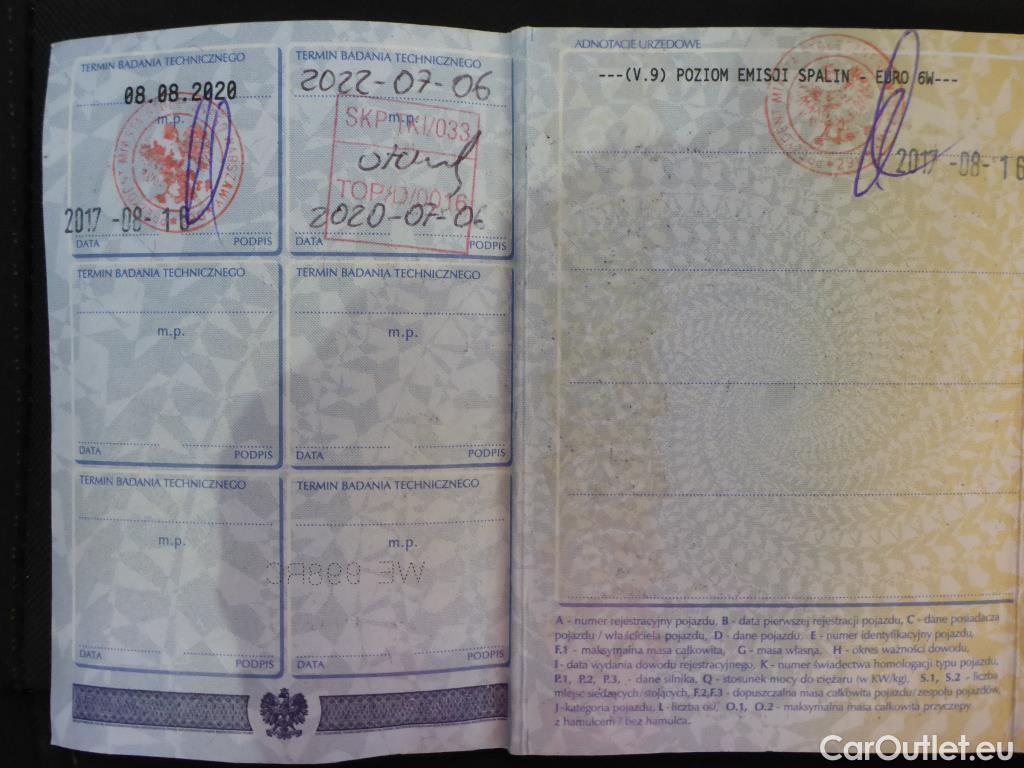 TERMIN BADANIA TECHNICZNEGO
08.08.2020
m.p.
2017-08-16
DATA PODPIS
TERMIN BADANIA TECHNICZNEGO
2022-07-06
m.p.
SKP TKI/033
TOP/D/0016
2020-07-06
DATA PODPIS
TERMIN BADANIA TECHNICZNEGO
m.p.
DATA PODPIS
TERMIN BADANIA TECHNICZNEGO
m.p.
DATA PODPIS
TERMIN BADANIA TECHNICZNEGO
m.p.
DATA PODPIS
TERMIN BADANIA TECHNICZNEGO
m.p.
DATA PODPIS
ADNOTACJE URZĘDOWE
---(V.9) POZIOM EMISJI SPALIN - EURO 6W---
2017-08-16
A - numer rejestracyjny pojazdu, B - data pierwszej rejestracji pojazdu, C - dane posiadacza
pojazdu / właściciela pojazdu, D - dane pojazdu, E - numer identyfikacyjny pojazdu,
F.1 - maksymalna masa całkowita, G - masa własna, H - okres ważności dowodu,
I - data wydania dowodu rejestracyjnego, K - numer świadectwa homologacji typu pojazdu,
P.1, P.2, P.3, - dane silnika, Q - stosunek mocy do ciężaru (w KW/kg), S.1, S.2 - liczba
miejsc siedzących/stojących, F.2,F.3 - dopuszczalna masa całkowita pojazdu/zespołu pojazdów,
J-kategoria pojazdu, L - liczba osi, O.1, O.2 - maksymalna masa całkowita przyczepy
z hamulcem / bez hamulca.
CarOutlet.eu